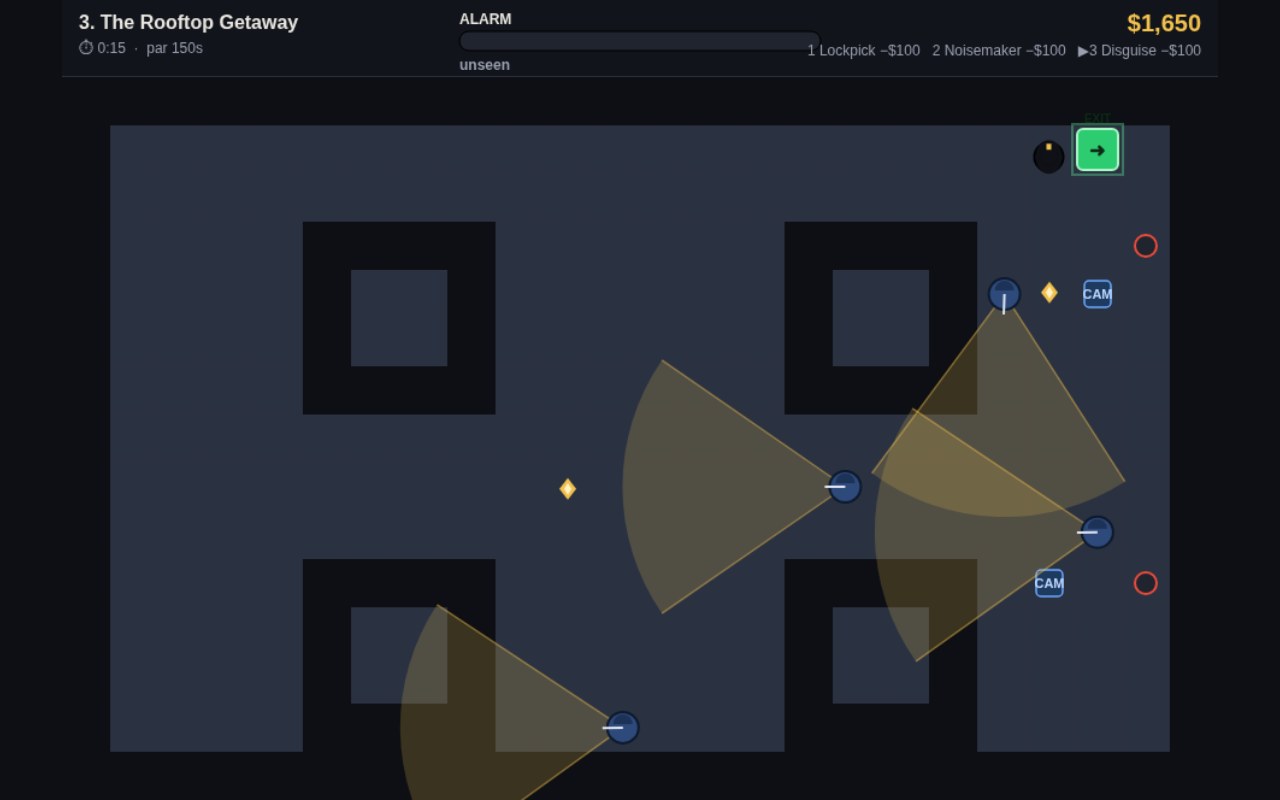 3. The Rooftop Getaway
⏱ 0:15 · par 150s
ALARM
unseen
$1,650
1 Lockpick −$100 2 Noisemaker −$100 ▶3 Disguise −$100
EXIT
➜
CAM
CAM